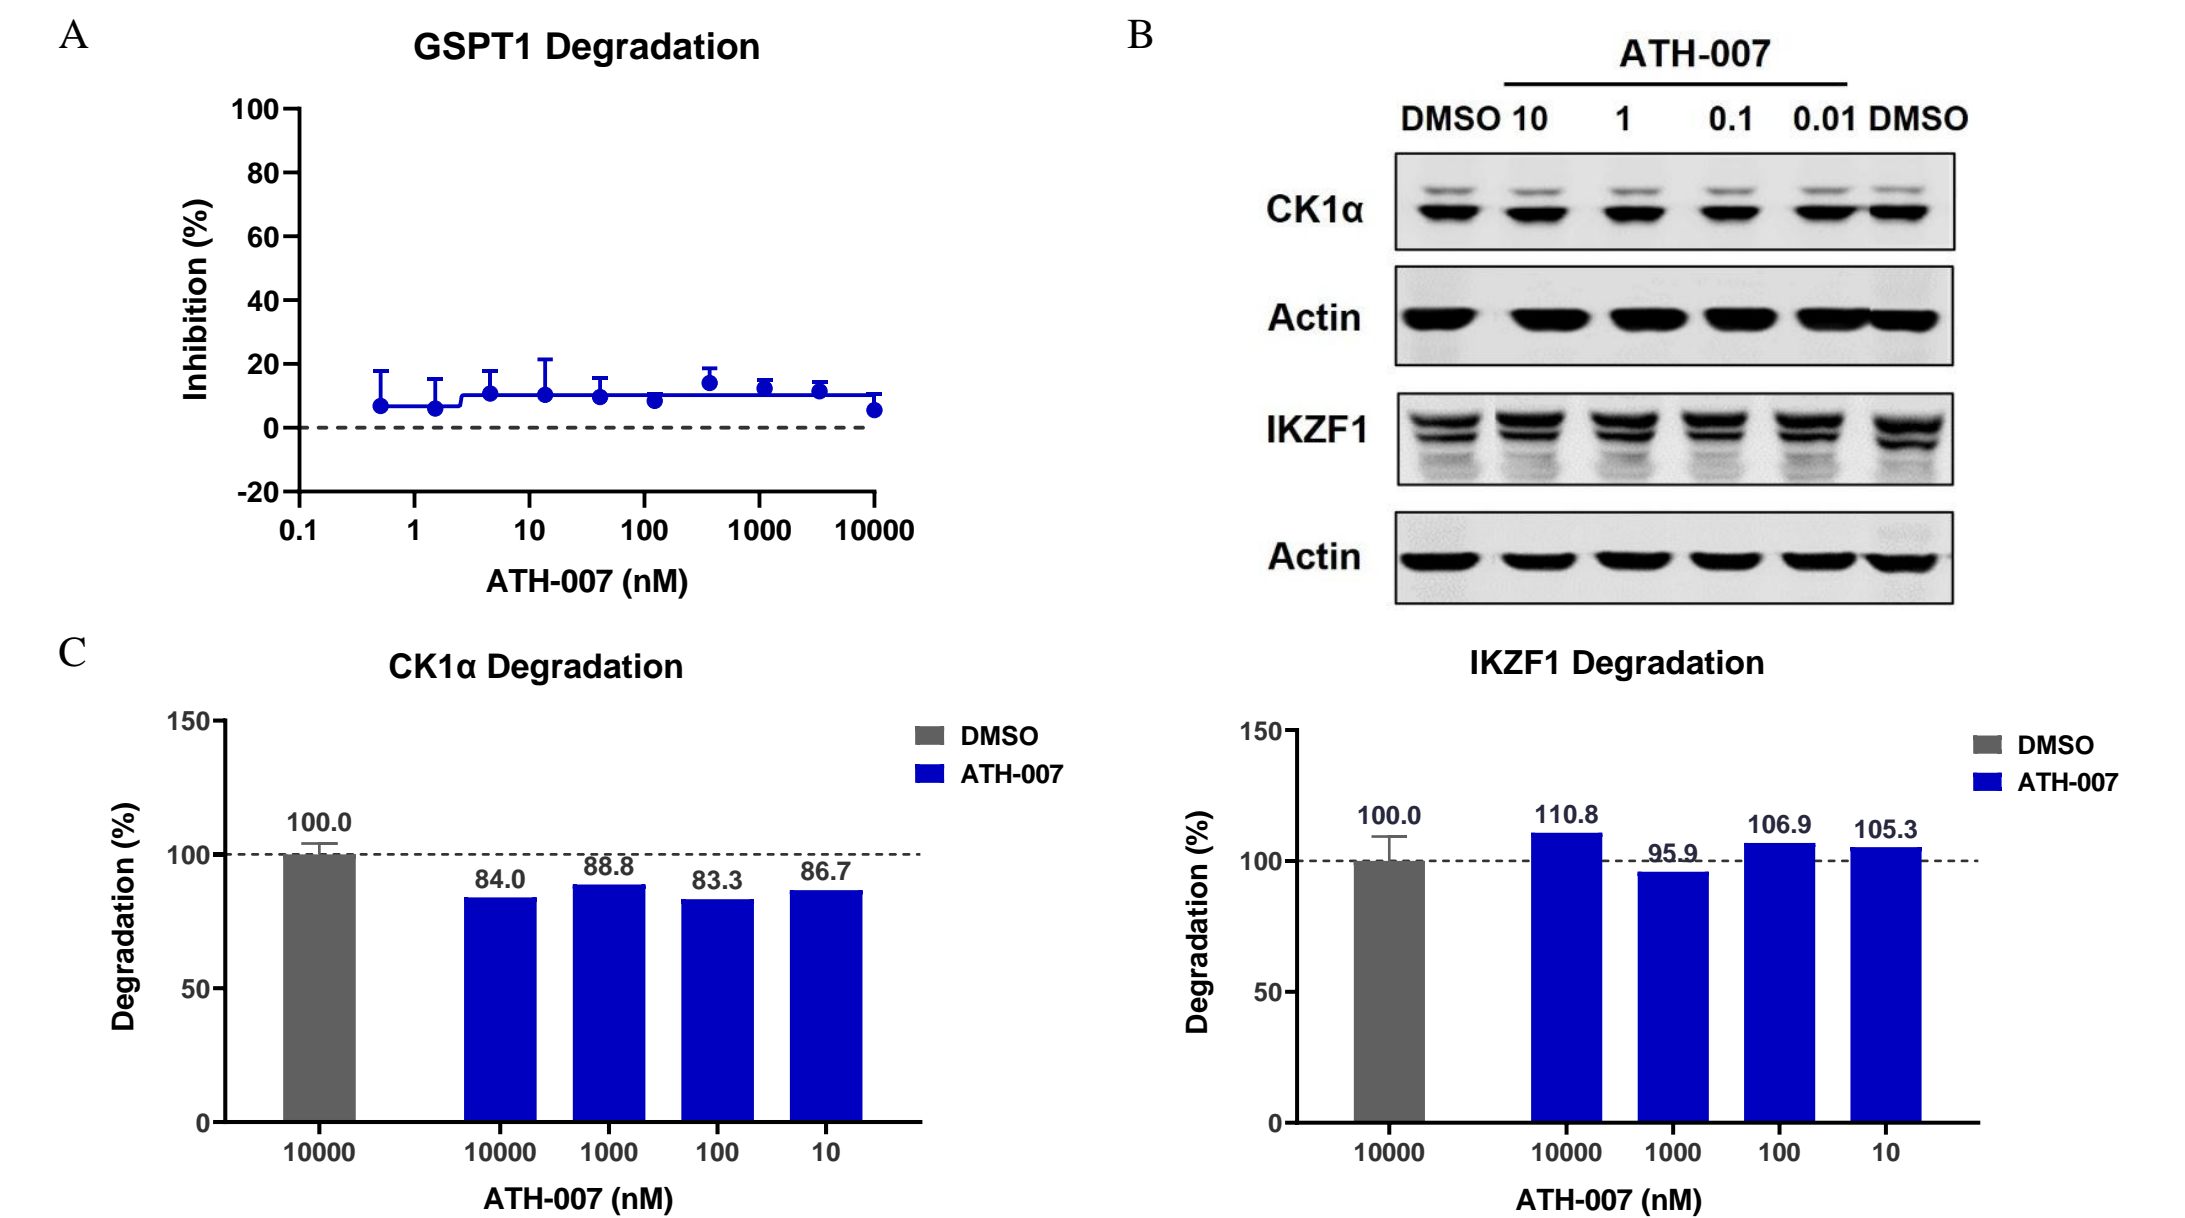 A
GSPT1 Degradation
Inhibition (%)
100
80
60
40
20
0
-20
0.1 1 10 100 1000 10000
ATH-007 (nM)
B
ATH-007
DMSO 10 1 0.1 0.01 DMSO
CK1α
Actin
IKZF1
Actin
C
CK1α Degradation
Degradation (%)
150
100
50
0
100.0 84.0 88.8 83.3 86.7
10000 10000 1000 100 10
ATH-007 (nM)
DMSO
ATH-007
IKZF1 Degradation
Degradation (%)
150
100
50
0
100.0 110.8 95.9 106.9 105.3
10000 10000 1000 100 10
ATH-007 (nM)
DMSO
ATH-007